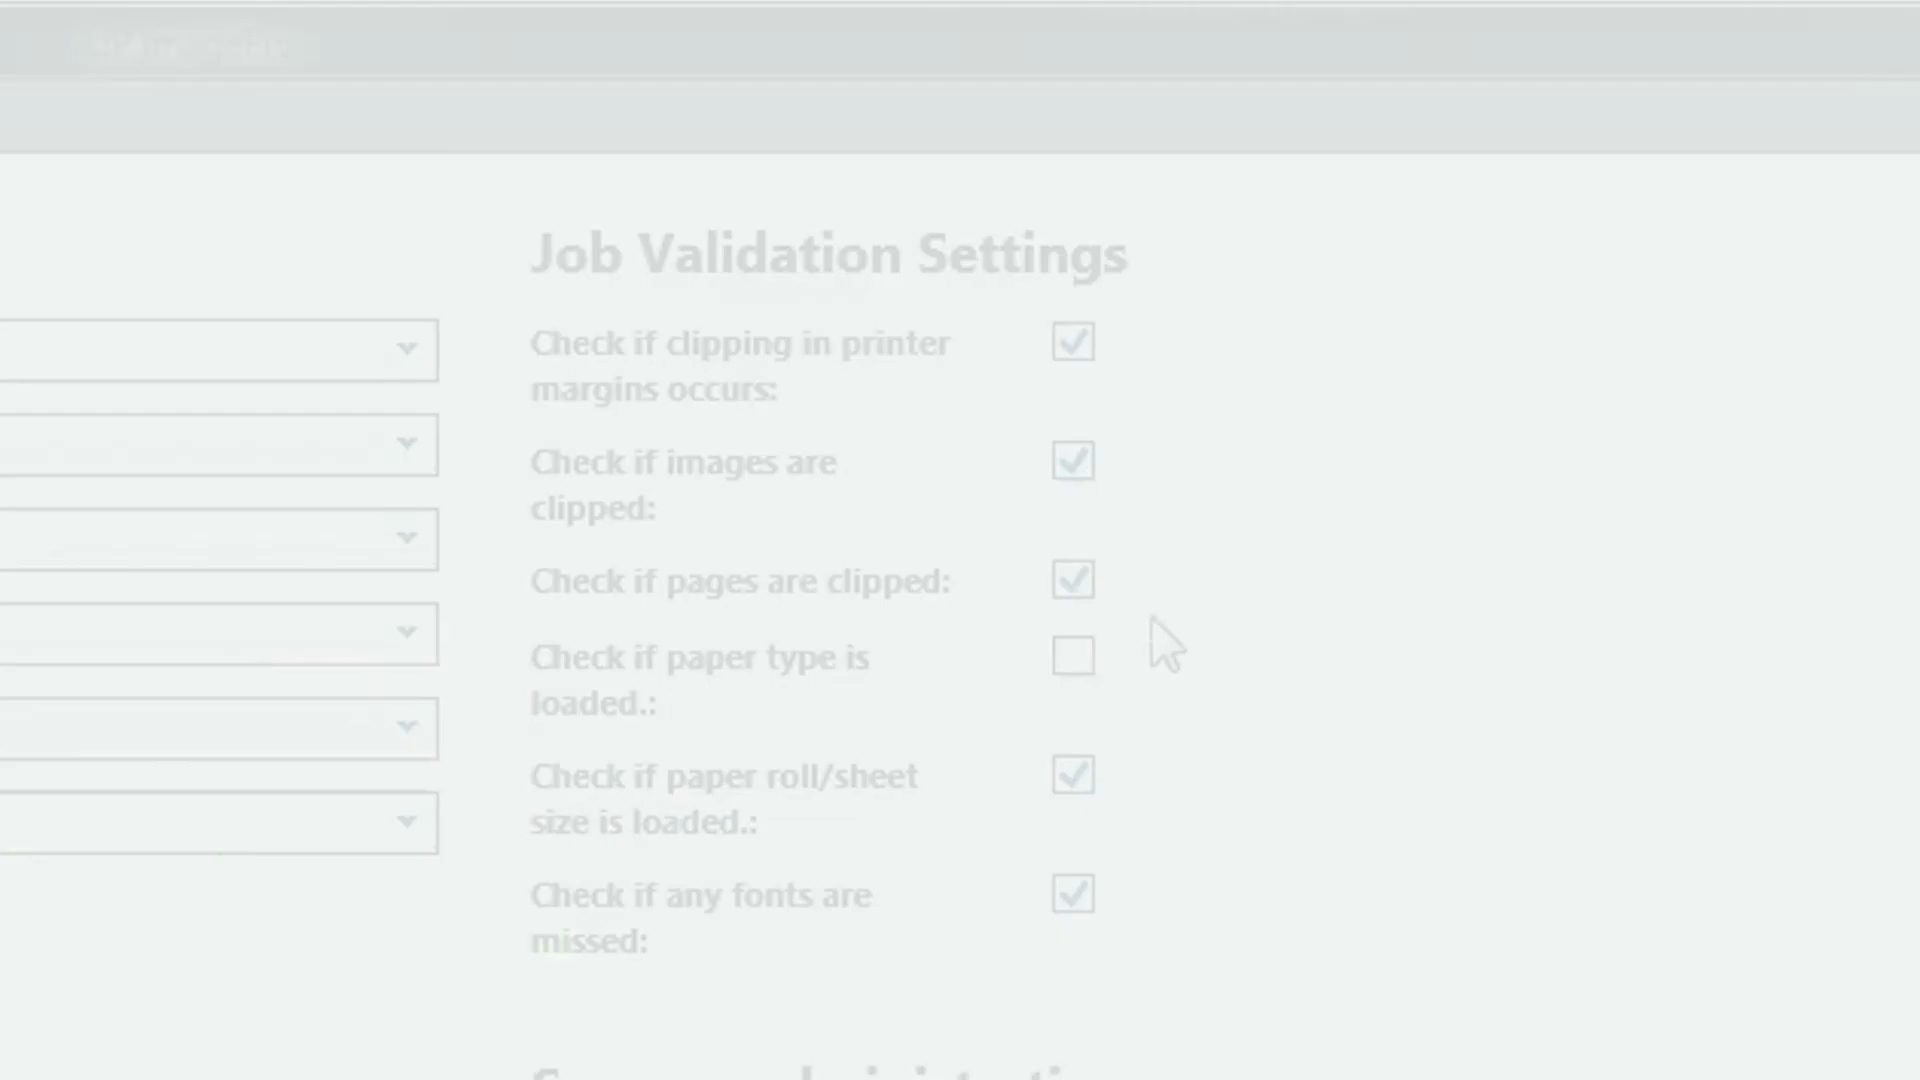 Job Validation Settings
Check if clipping in printer
margins occurs:
Check if images are
clipped:
Check if pages are clipped:
Check if paper type is
loaded.:
Check if paper roll/sheet
size is loaded.:
Check if any fonts are
missed: